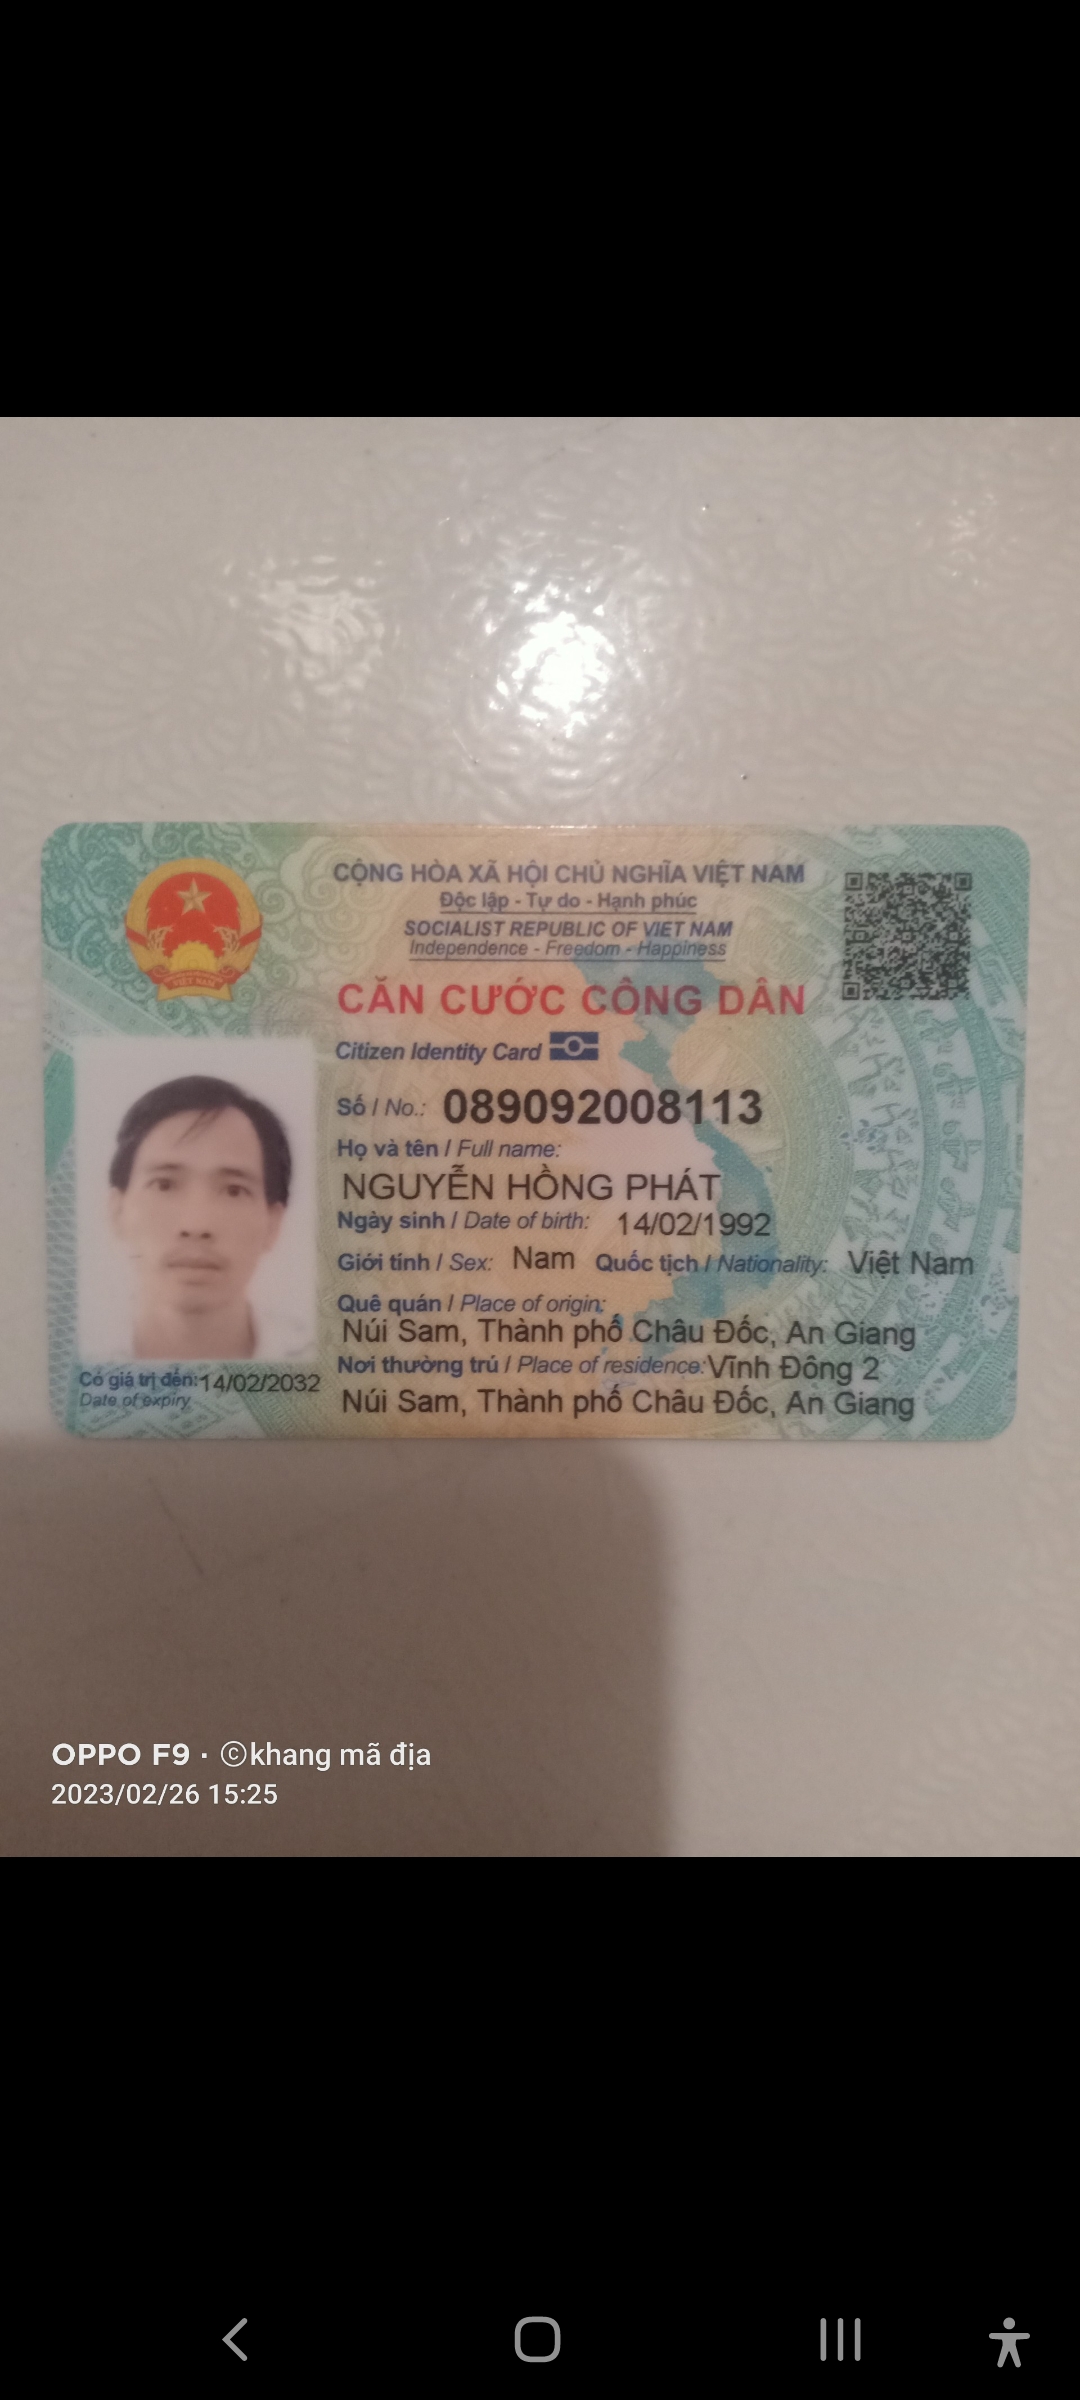 CỘNG HÒA XÃ HỘI CHỦ NGHĨA VIỆT NAM
Độc lập - Tự do - Hạnh phúc
SOCIALIST REPUBLIC OF VIET NAM
Independence - Freedom - Happiness
CĂN CƯỚC CÔNG DÂN
Citizen Identity Card
Số / No.: 089092008113
Họ và tên / Full name:
NGUYỄN HỒNG PHÁT
Ngày sinh / Date of birth: 14/02/1992
Giới tính / Sex: Nam Quốc tịch / Nationality: Việt Nam
Quê quán / Place of origin:
Núi Sam, Thành phố Châu Đốc, An Giang
Nơi thường trú / Place of residence: Vĩnh Đông 2
Núi Sam, Thành phố Châu Đốc, An Giang
Có giá trị đến: 14/02/2032
Date of expiry
VIỆT NAM
OPPO F9 · ©khang mã địa
2023/02/26 15:25